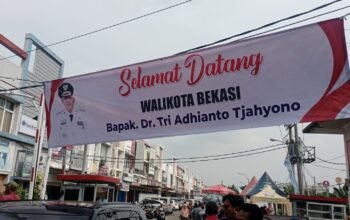 Selamat Datang
WALIKOTA BEKASI
Bapak. Dr. Tri Adhianto Tjahyono